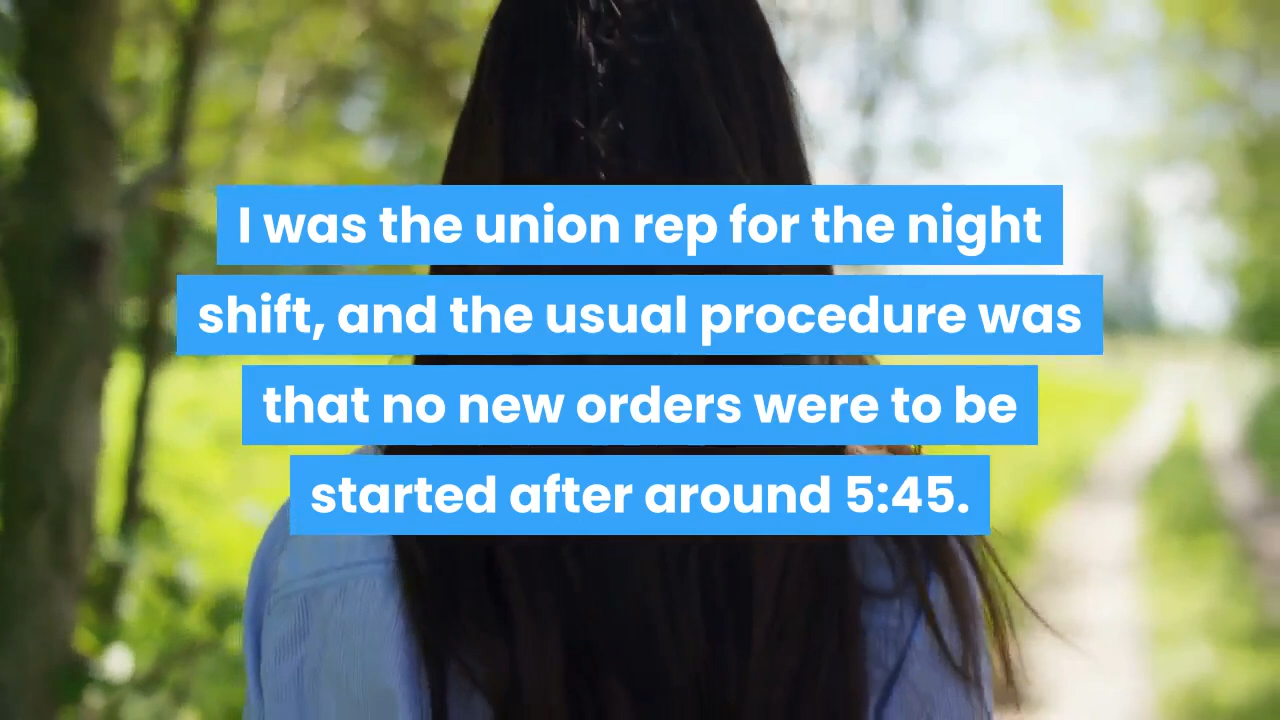 I was the union rep for the night
shift, and the usual procedure was
that no new orders were to be
started after around 5:45.